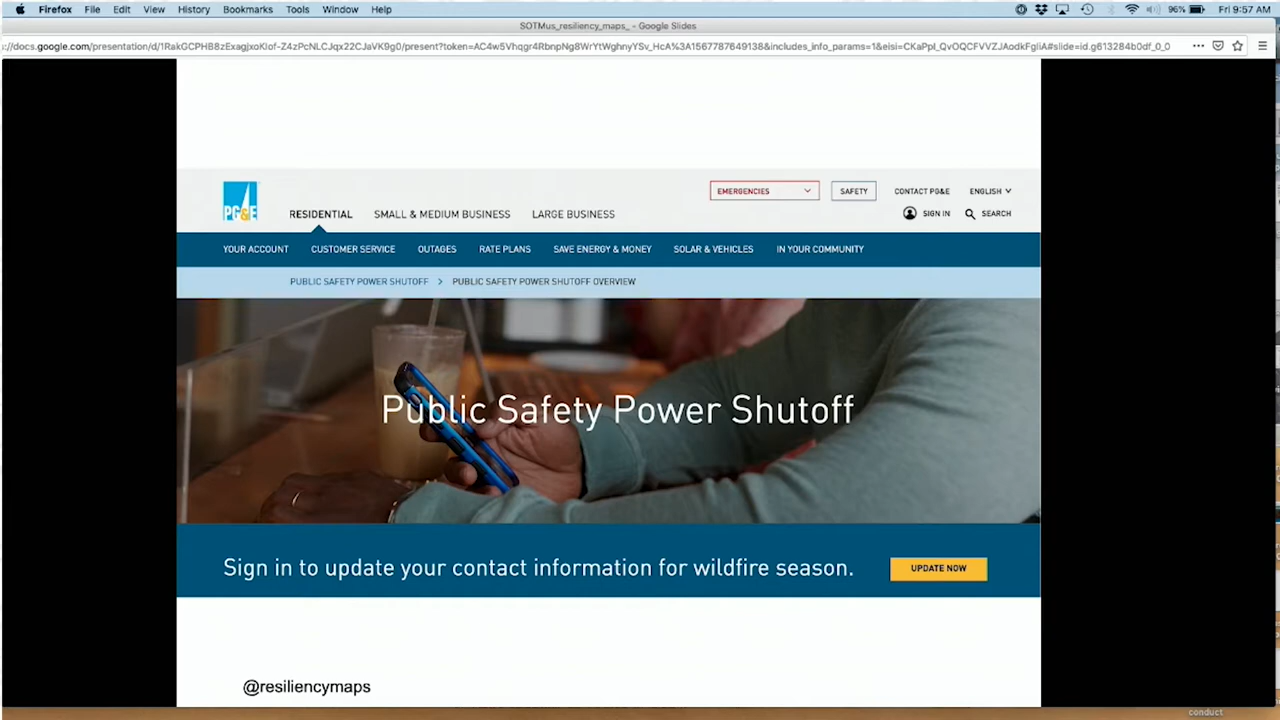 Firefox File Edit View History Bookmarks Tools Window Help 96% Fri 9:57 AM
SOTMus_resiliency_maps_ - Google Slides
PG&E
EMERGENCIES SAFETY CONTACT PG&E ENGLISH
RESIDENTIAL SMALL & MEDIUM BUSINESS LARGE BUSINESS SIGN IN SEARCH
YOUR ACCOUNT CUSTOMER SERVICE OUTAGES RATE PLANS SAVE ENERGY & MONEY SOLAR & VEHICLES IN YOUR COMMUNITY
PUBLIC SAFETY POWER SHUTOFF > PUBLIC SAFETY POWER SHUTOFF OVERVIEW
Public Safety Power Shutoff
Sign in to update your contact information for wildfire season. UPDATE NOW
@resiliencymaps
conduct